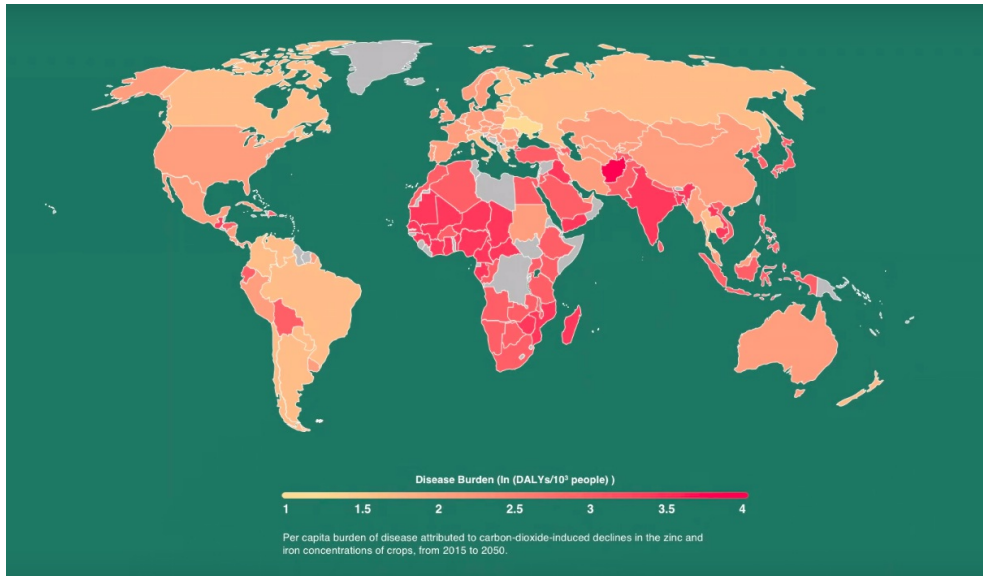 Disease Burden (ln (DALYs/10³ people) )
1 1.5 2 2.5 3 3.5 4
Per capita burden of disease attributed to carbon-dioxide-induced declines in the zinc and
iron concentrations of crops, from 2015 to 2050.